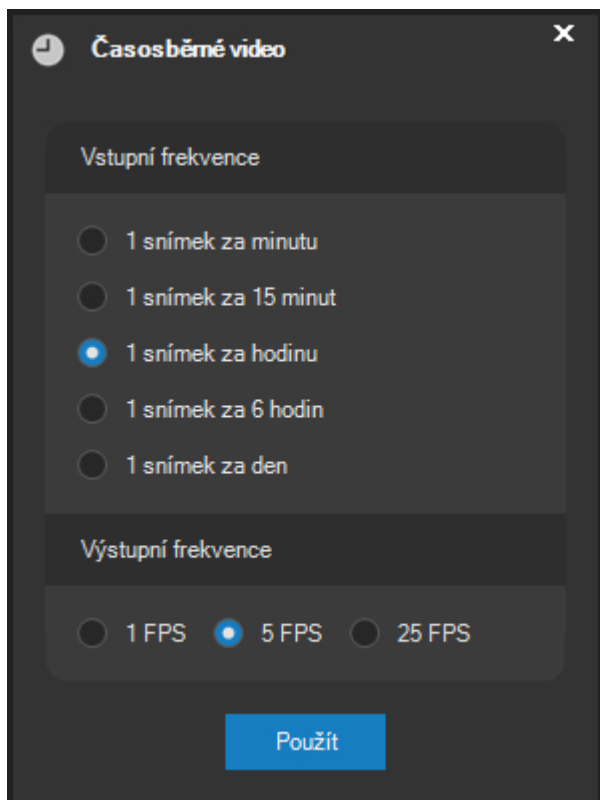 Časosběrné video
Vstupní frekvence
1 snímek za minutu
1 snímek za 15 minut
1 snímek za hodinu
1 snímek za 6 hodin
1 snímek za den
Výstupní frekvence
1 FPS 5 FPS 25 FPS
Použít